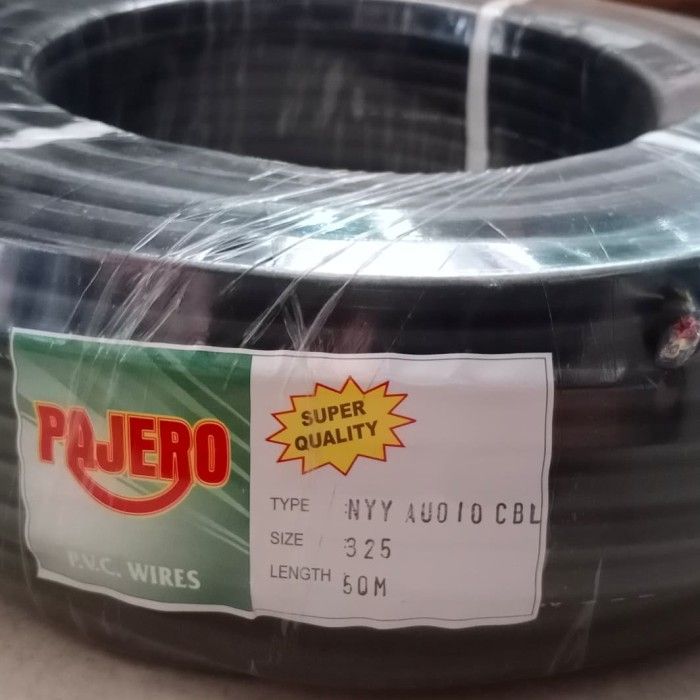 PAJERO
P.V.C. WIRES
SUPER
QUALITY
TYPE NYY AUDIO CBL
SIZE / 325
LENGTH 50M